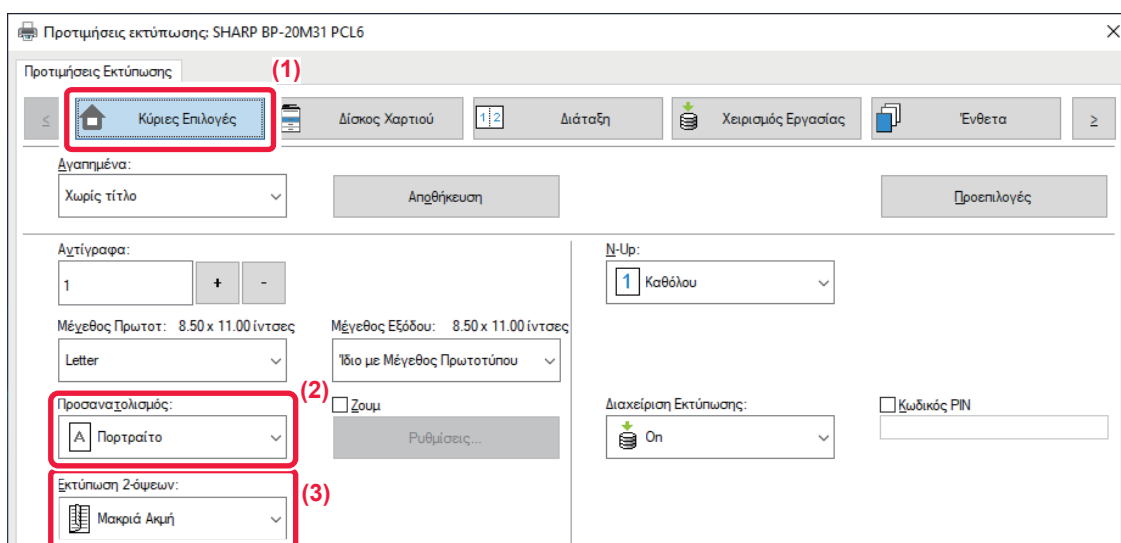 Προτιμήσεις εκτύπωσης: SHARP BP-20M31 PCL6
Προτιμήσεις Εκτύπωσης
(1)
<
Κύριες Επιλογές
Δίσκος Χαρτιού
1 2
Διάταξη
Χειρισμός Εργασίας
Ένθετα
>
Αγαπημένα:
Χωρίς τίτλο
Αποθήκευση
Προεπιλογές
Αντίγραφα:
1
+
-
N-Up:
1 Καθόλου
Μέγεθος Πρωτοτ: 8.50 x 11.00 ίντσες
Μέγεθος Εξόδου: 8.50 x 11.00 ίντσες
Letter
Ίδιο με Μέγεθος Πρωτοτύπου
(2)
Προσανατολισμός:
Ζουμ
Διαχείριση Εκτύπωσης:
Κωδικός PIN
A Πορτραίτο
Ρυθμίσεις...
On
Εκτύπωση 2-όψεων:
(3)
Μακριά Ακμή